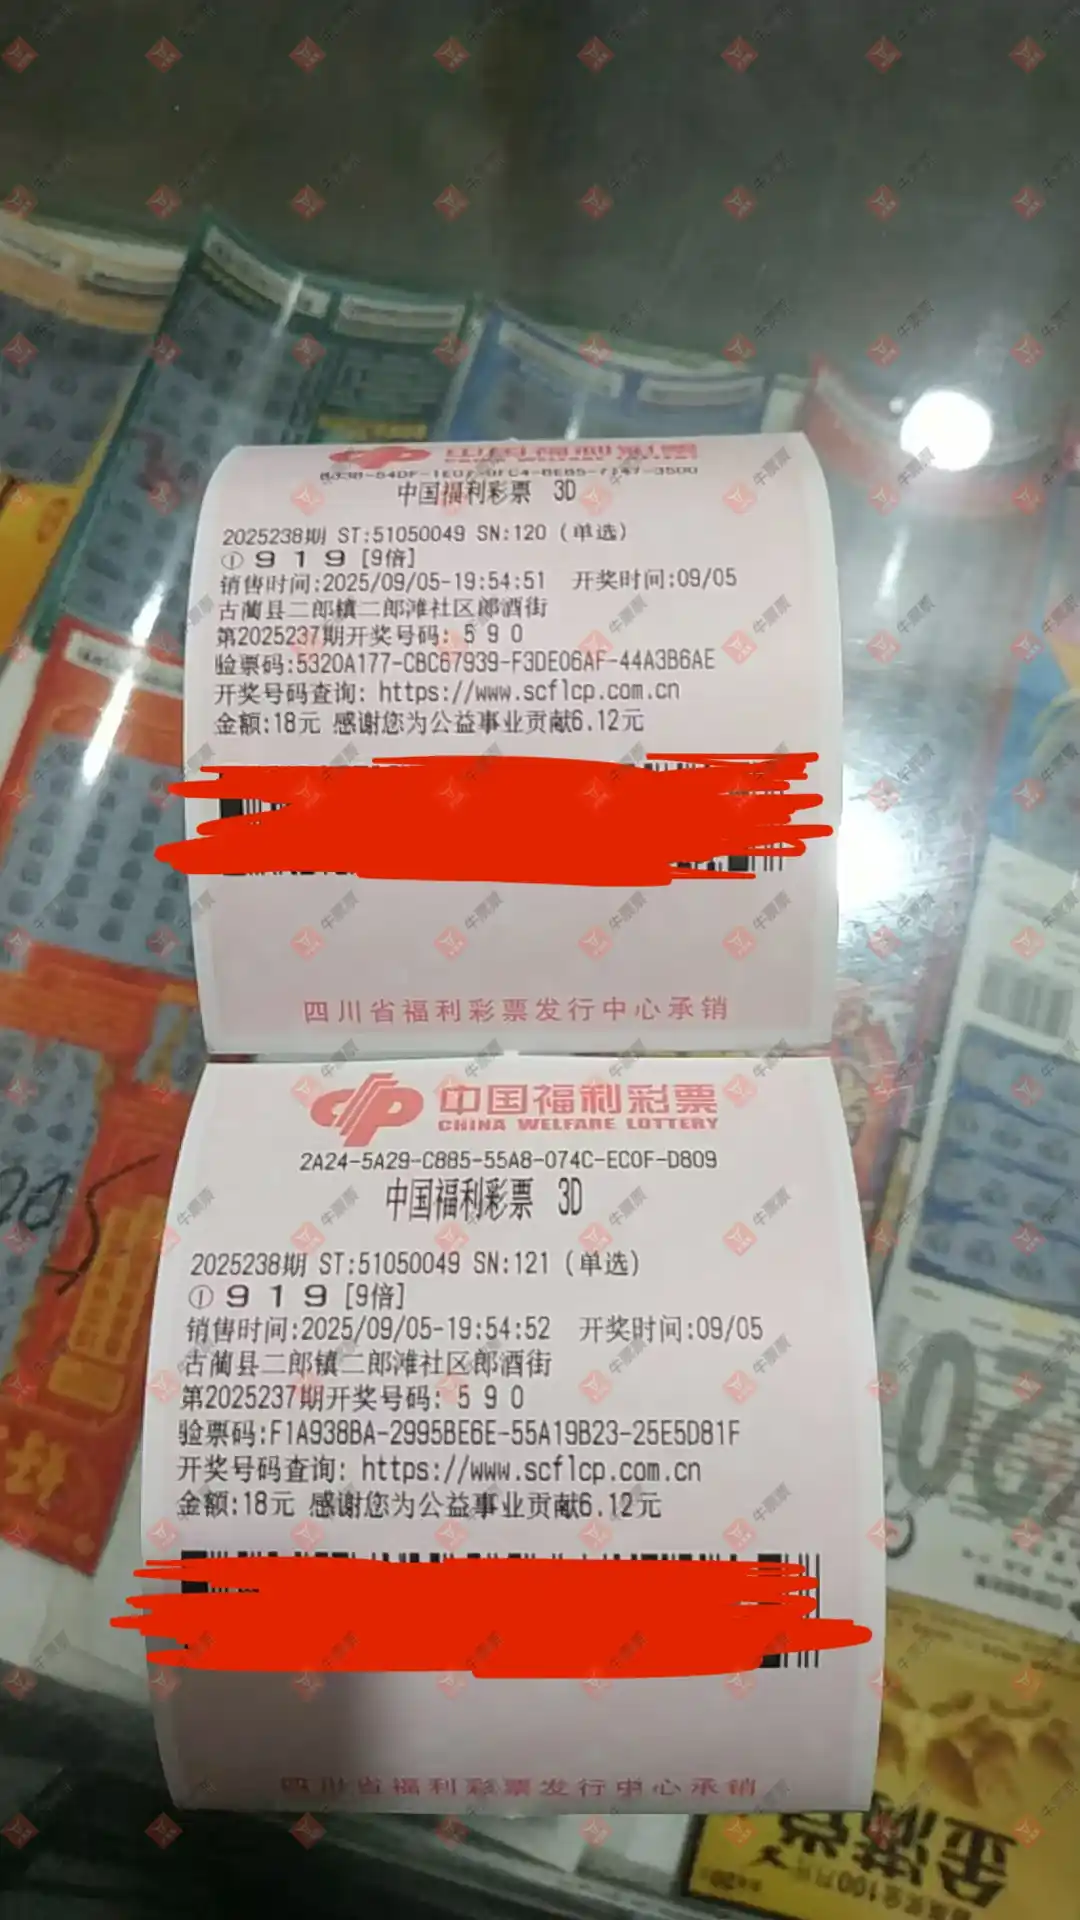 中国福利彩票 3D
2025238期 ST:51050049 SN:120 (单选)
① 9 1 9 [9倍]
销售时间:2025/09/05-19:54:51 开奖时间:09/05
古蔺县二郎镇二郎滩社区郎酒街
第2025237期开奖号码: 5 9 0
验票码:5320A177-CBC67939-F3DE06AF-44A3B6AE
开奖号码查询: https://www.scflcp.com.cn
金额:18元 感谢您为公益事业贡献6.12元
四川省福利彩票发行中心承销
中国福利彩票
CHINA WELFARE LOTTERY
2A24-5A29-C885-55A8-074C-EC0F-D809
中国福利彩票 3D
2025238期 ST:51050049 SN:121 (单选)
① 9 1 9 [9倍]
销售时间:2025/09/05-19:54:52 开奖时间:09/05
古蔺县二郎镇二郎滩社区郎酒街
第2025237期开奖号码: 5 9 0
验票码:F1A938BA-2995BE6E-55A19B23-25E5D81F
开奖号码查询: https://www.scflcp.com.cn
金额:18元 感谢您为公益事业贡献6.12元
四川省福利彩票发行中心承销